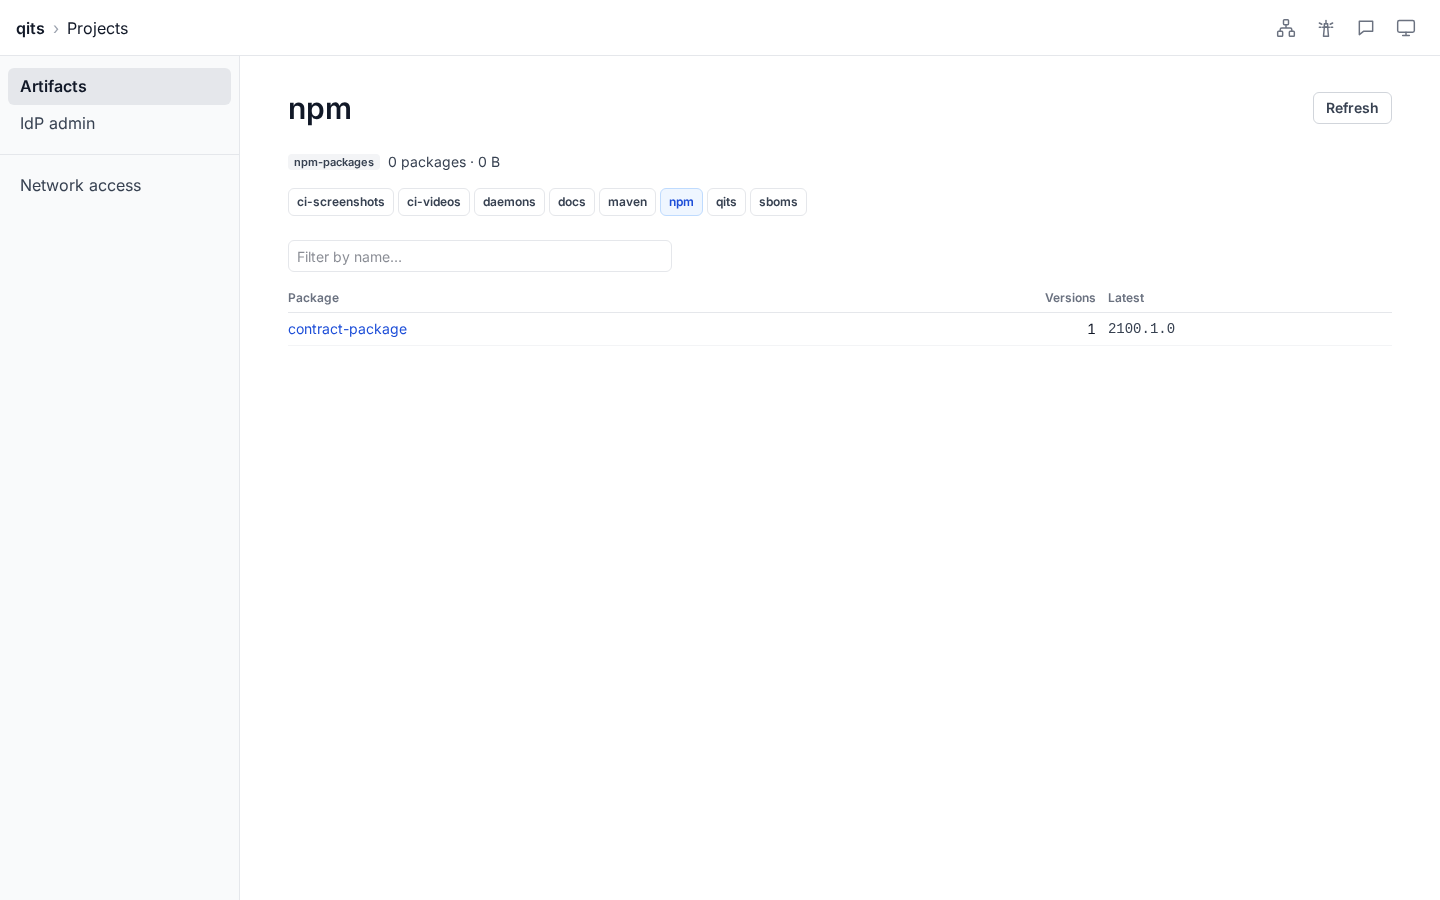 qits › Projects
Artifacts
IdP admin
Network access
npm
Refresh
npm-packages 0 packages · 0 B
ci-screenshots ci-videos daemons docs maven npm qits sboms
Filter by name...
Package Versions Latest
contract-package 1 2100.1.0